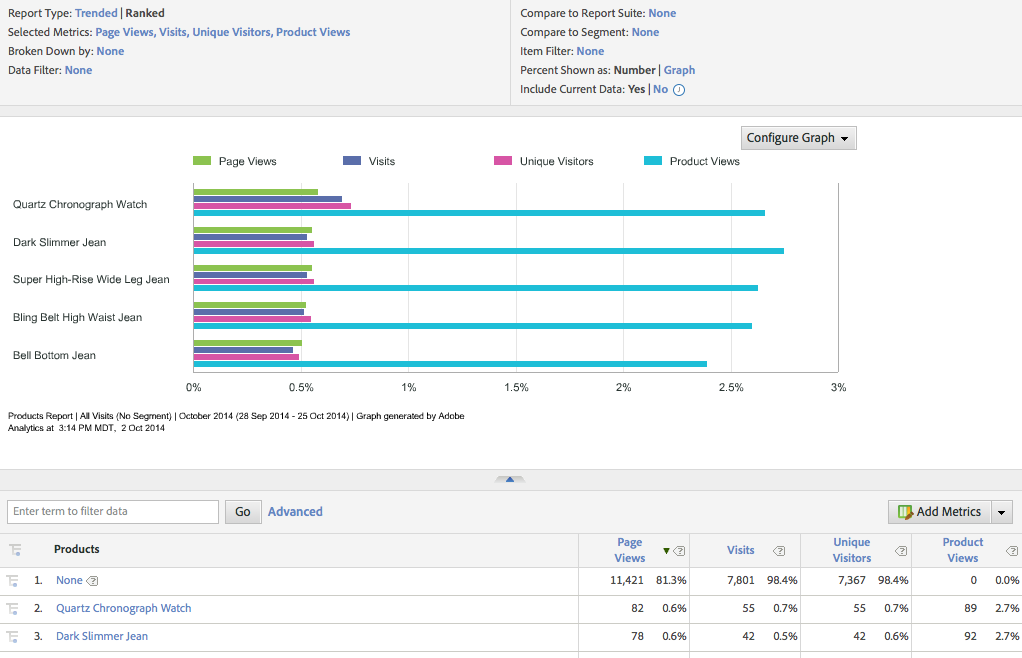 Report Type: Trended | Ranked
Selected Metrics: Page Views, Visits, Unique Visitors, Product Views
Broken Down by: None
Data Filter: None
Compare to Report Suite: None
Compare to Segment: None
Item Filter: None
Percent Shown as: Number | Graph
Include Current Data: Yes | No i
Configure Graph
Page Views Visits Unique Visitors Product Views
Quartz Chronograph Watch
Dark Slimmer Jean
Super High-Rise Wide Leg Jean
Bling Belt High Waist Jean
Bell Bottom Jean
0% 0.5% 1% 1.5% 2% 2.5% 3%
Products Report | All Visits (No Segment) | October 2014 (28 Sep 2014 - 25 Oct 2014) | Graph generated by Adobe
Analytics at 3:14 PM MDT, 2 Oct 2014
Enter term to filter data Go Advanced Add Metrics
Products Page Views ? Visits ? Unique Visitors ? Product Views ?
1. None ? 11,421 81.3% 7,801 98.4% 7,367 98.4% 0 0.0%
2. Quartz Chronograph Watch 82 0.6% 55 0.7% 55 0.7% 89 2.7%
3. Dark Slimmer Jean 78 0.6% 42 0.5% 42 0.6% 92 2.7%